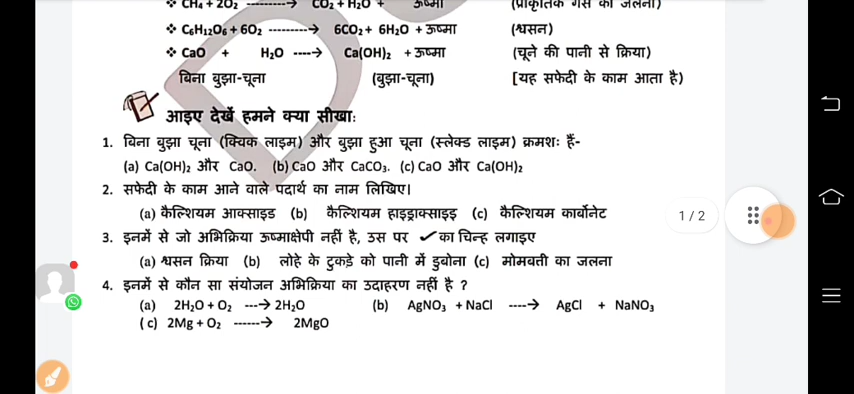 ❖ CH₄ + 2O₂ ---------→ CO₂ + H₂O + ऊष्मा (प्राकृतिक गैस का जलना)
❖ C₆H₁₂O₆ + 6O₂ ---------→ 6CO₂ + 6H₂O + ऊष्मा (श्वसन)
❖ CaO + H₂O ----→ Ca(OH)₂ + ऊष्मा (चूने की पानी से क्रिया)
बिना बुझा-चूना (बुझा-चूना) [यह सफेदी के काम आता है)
आइए देखें हमने क्या सीखा:
1. बिना बुझा चूना (क्विक लाइम) और बुझा हुआ चूना (स्लेक्ड लाइम) क्रमशः हैं-
(a) Ca(OH)₂ और CaO. (b) CaO और CaCO₃. (c) CaO और Ca(OH)₂
2. सफेदी के काम आने वाले पदार्थ का नाम लिखिए।
(a) कैल्शियम आक्साइड (b) कैल्शियम हाइड्राक्साइड (c) कैल्शियम कार्बोनेट
1 / 2
3. इनमें से जो अभिक्रिया ऊष्माक्षेपी नहीं है, उस पर ✓का चिन्ह लगाइए
(a) श्वसन क्रिया (b) लोहे के टुकड़े को पानी में डुबोना (c) मोमबत्ती का जलना
4. इनमें से कौन सा संयोजन अभिक्रिया का उदाहरण नहीं है ?
(a) 2H₂O + O₂ ---→ 2H₂O (b) AgNO₃ + NaCl ----→ AgCl + NaNO₃
( c) 2Mg + O₂ ------→ 2MgO